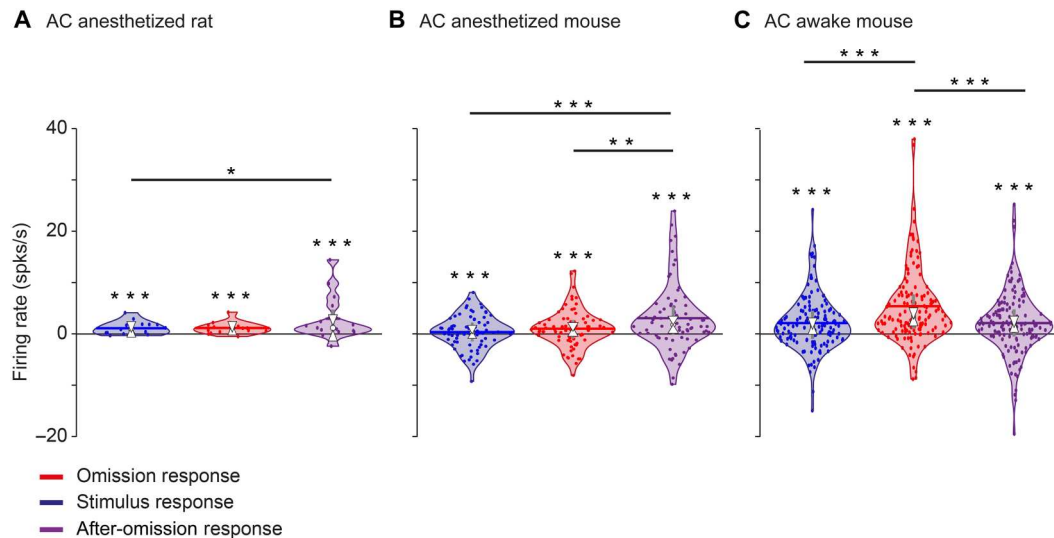 A AC anesthetized rat
B AC anesthetized mouse
C AC awake mouse
Firing rate (spks/s)
40
20
0
–20
*
* * *
* * *
* * *
* * *
* *
* * *
* * *
* * *
* * *
* * *
* * *
* * *
* * *
Omission response
Stimulus response
After-omission response